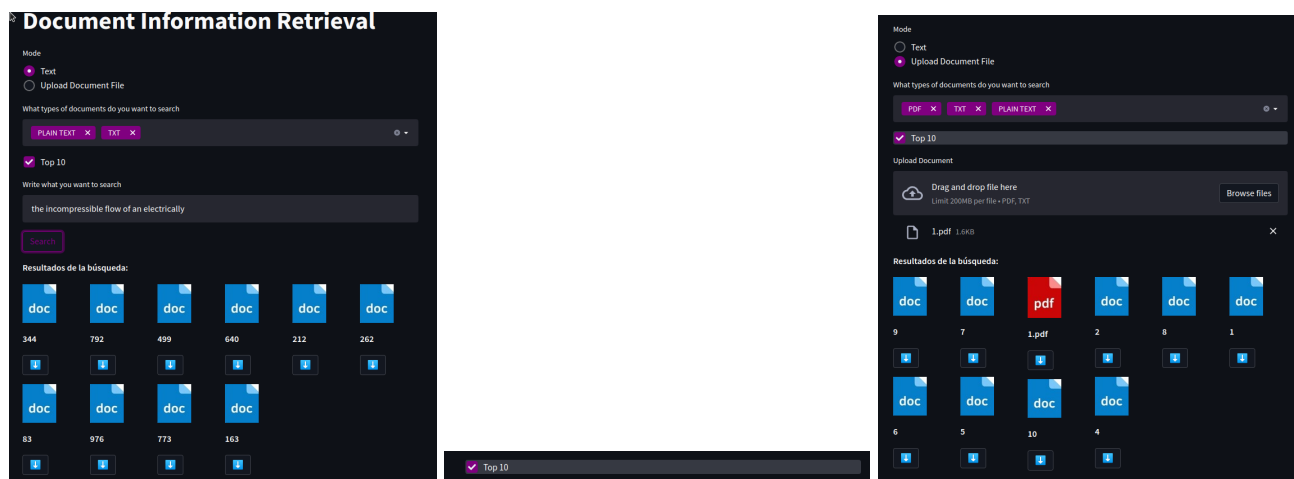 Document Information Retrieval
Mode
Text
Upload Document File
What types of documents do you want to search
PLAIN TEXT TXT
Top 10
Write what you want to search
the incompressible flow of an electrically
Search
Resultados de la búsqueda:
doc doc doc doc doc doc
344 792 499 640 212 262
doc doc doc doc
83 976 773 163
Top 10
Mode
Text
Upload Document File
What types of documents do you want to search
PDF TXT PLAIN TEXT
Top 10
Upload Document
Drag and drop file here
Limit 200MB per file • PDF, TXT
Browse files
1.pdf 1.6KB
Resultados de la búsqueda:
doc doc pdf doc doc doc
9 7 1.pdf 2 8 1
doc doc doc doc
6 5 10 4